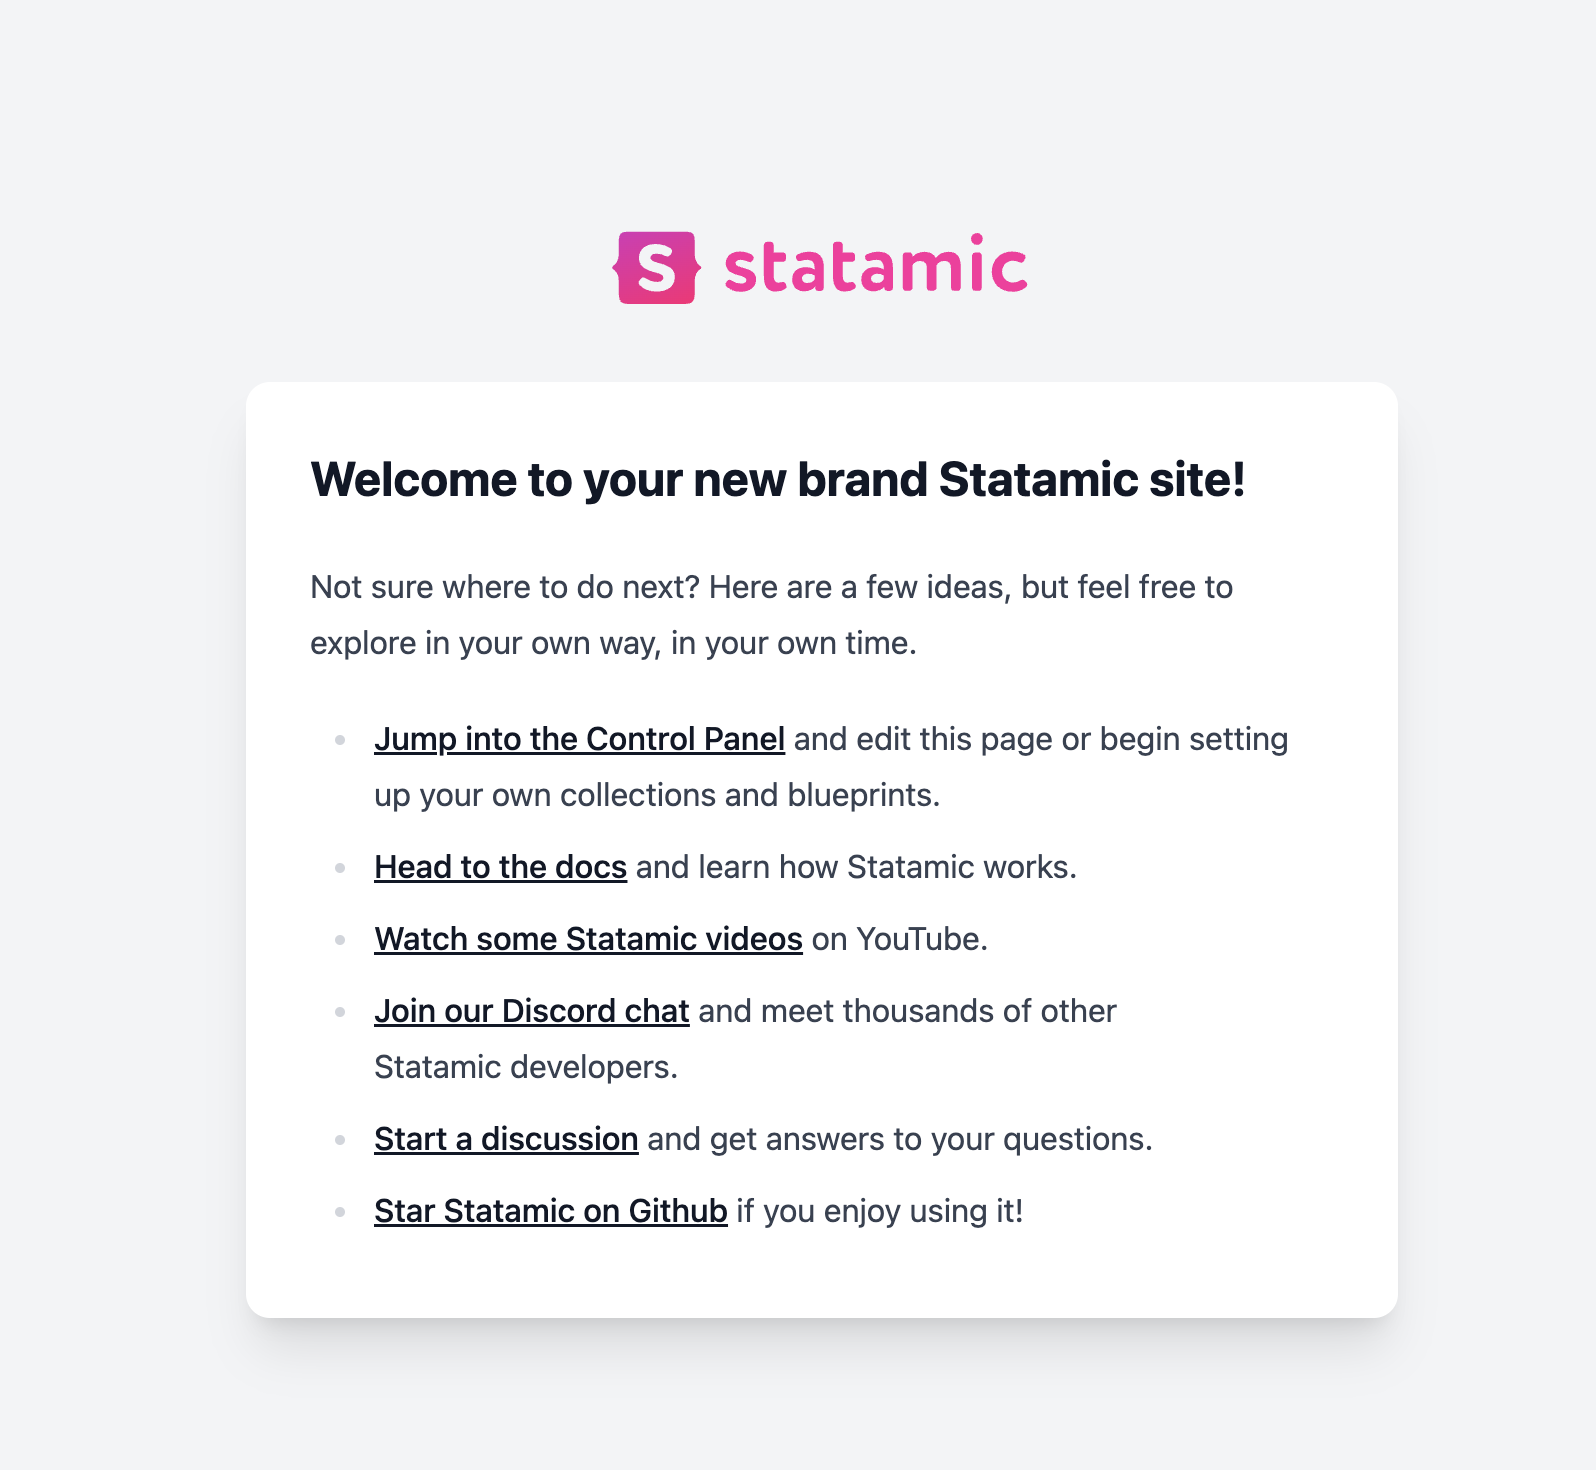 S statamic
Welcome to your new brand Statamic site!
Not sure where to do next? Here are a few ideas, but feel free to
explore in your own way, in your own time.
Jump into the Control Panel and edit this page or begin setting
up your own collections and blueprints.
Head to the docs and learn how Statamic works.
Watch some Statamic videos on YouTube.
Join our Discord chat and meet thousands of other
Statamic developers.
Start a discussion and get answers to your questions.
Star Statamic on Github if you enjoy using it!